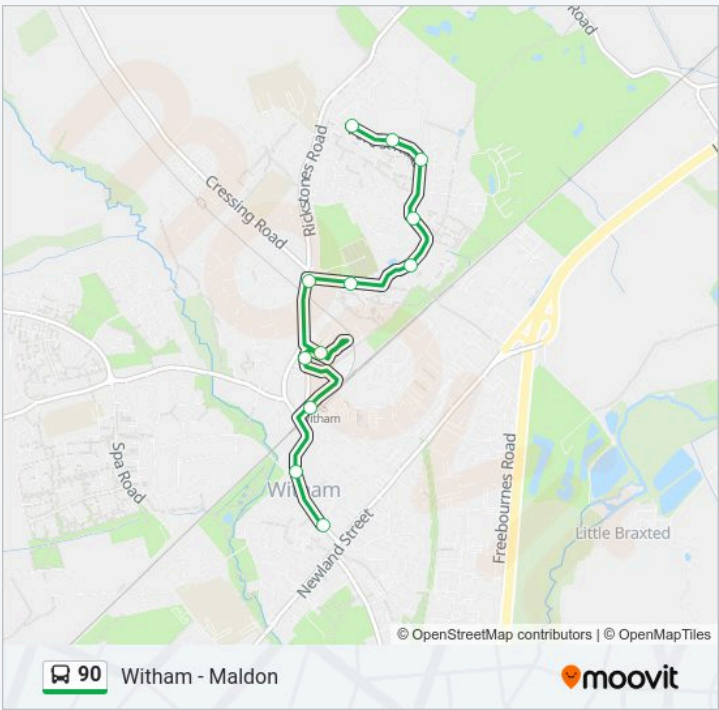 Road
Rickstones Road
Cressing Road
Witham
Spa Road
Witham
Newland Street
Freebournes Road
Little Braxted
© OpenStreetMap contributors | © OpenMapTiles
90 Witham - Maldon
moovit